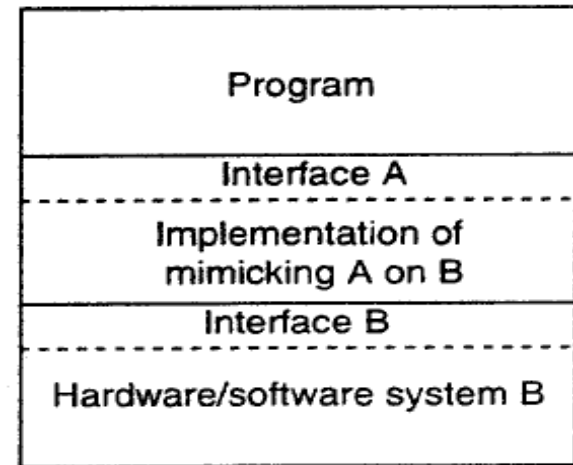 Program
Interface A
Implementation of
mimicking A on B
Interface B
Hardware/software system B